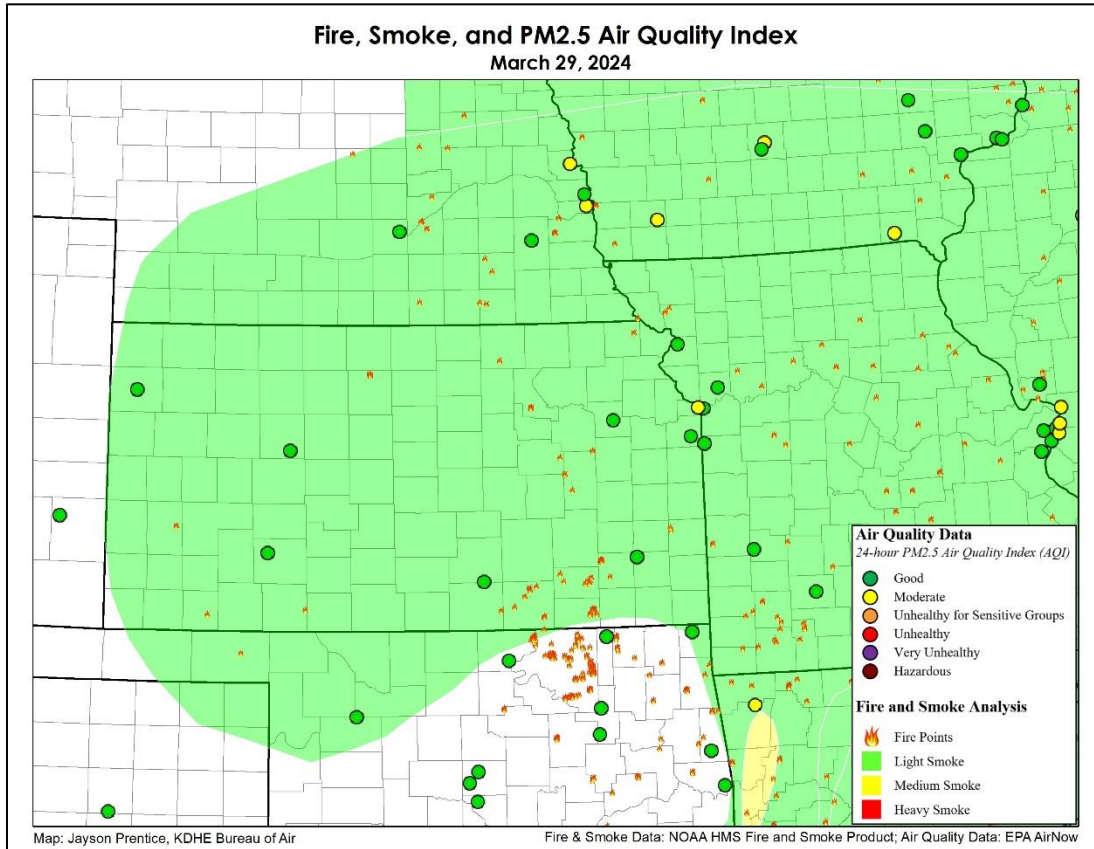 Fire, Smoke, and PM2.5 Air Quality Index
March 29, 2024
Air Quality Data
24-hour PM2.5 Air Quality Index (AQI)
Good
Moderate
Unhealthy for Sensitive Groups
Unhealthy
Very Unhealthy
Hazardous
Fire and Smoke Analysis
Fire Points
Light Smoke
Medium Smoke
Heavy Smoke
Map: Jayson Prentice, KDHE Bureau of Air
Fire & Smoke Data: NOAA HMS Fire and Smoke Product; Air Quality Data: EPA AirNow